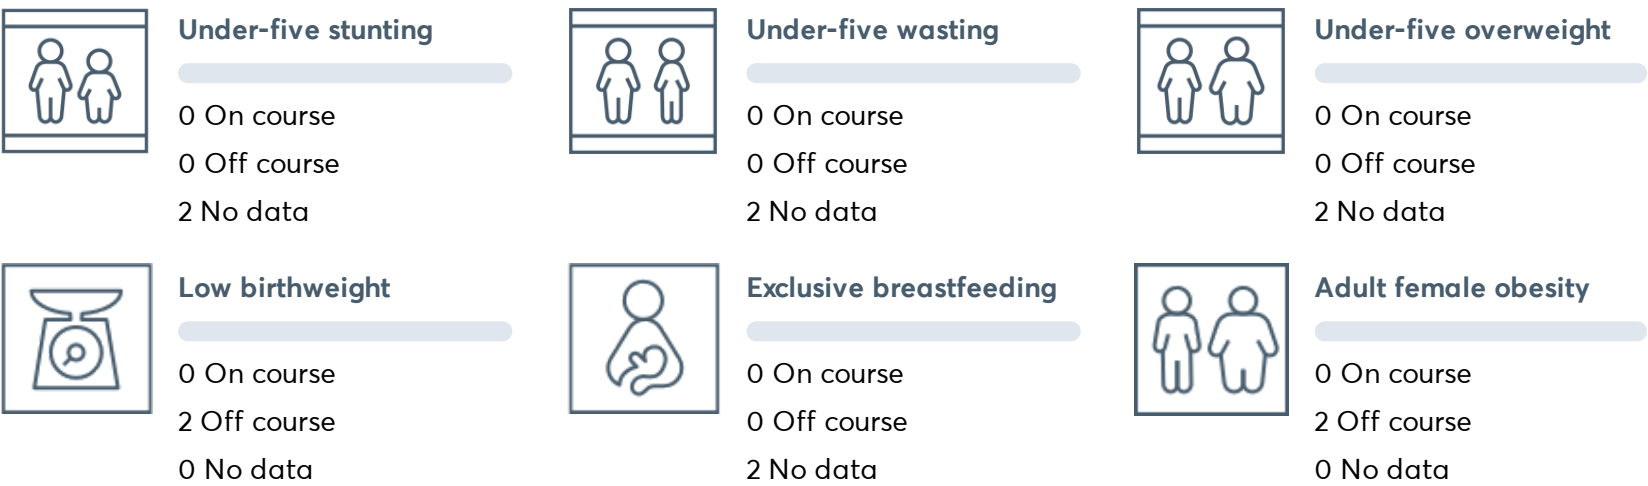 Under-five stunting
0 On course
0 Off course
2 No data
Under-five wasting
0 On course
0 Off course
2 No data
Under-five overweight
0 On course
0 Off course
2 No data
Low birthweight
0 On course
2 Off course
0 No data
Exclusive breastfeeding
0 On course
0 Off course
2 No data
Adult female obesity
0 On course
2 Off course
0 No data